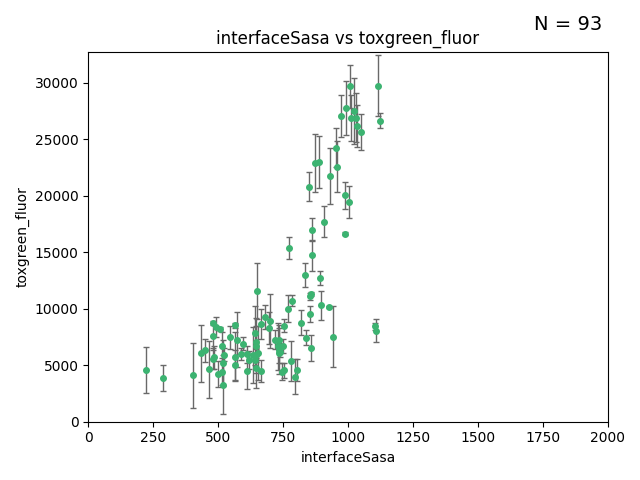 N = 93
interfaceSasa vs toxgreen_fluor
30000
25000
20000
15000
10000
5000
0
toxgreen_fluor
0 250 500 750 1000 1250 1500 1750 2000
interfaceSasa